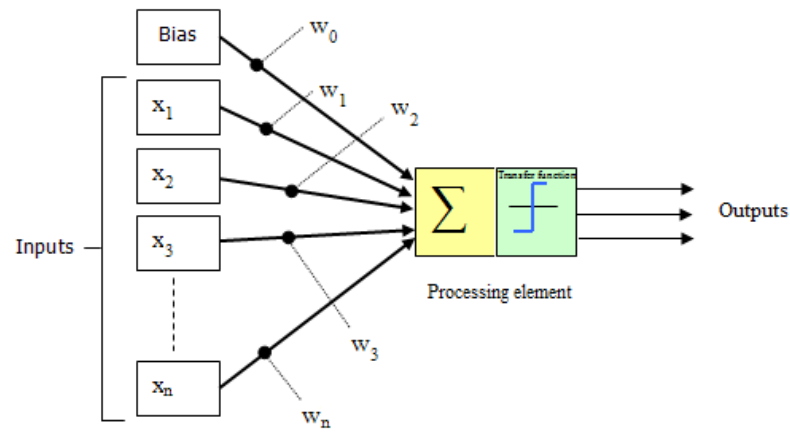 Bias
w0
x1
w1
x2
w2
Transfer function
Σ
Outputs
Inputs
x3
Processing element
w3
xn
wn